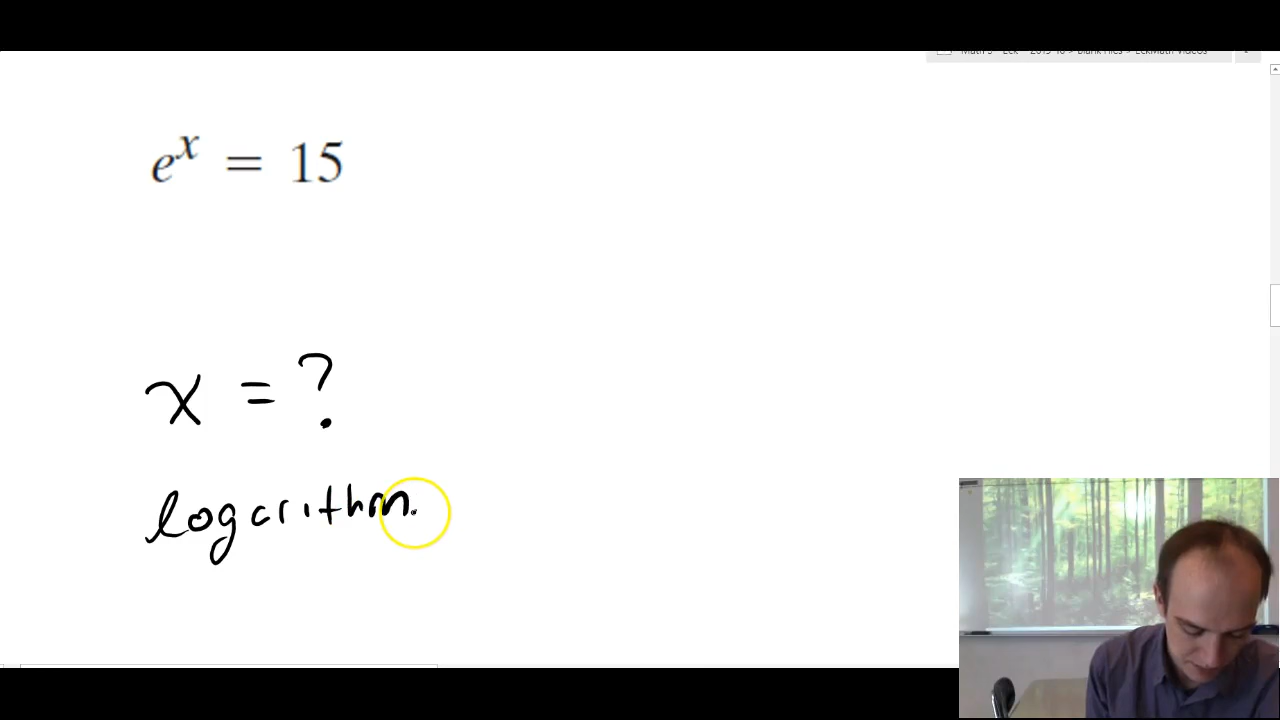 e^x = 15
x = ?
logarithm.